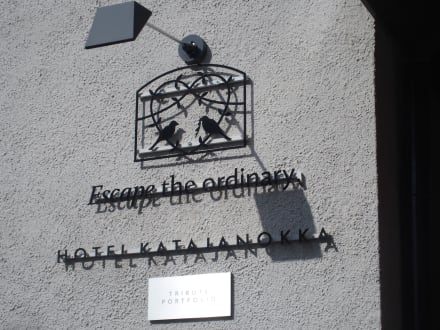 Escape the ordinary
HOTEL KATAJANOKKA
TRIBUTE
PORTFOLIO